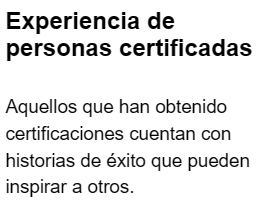 Experiencia de
personas certificadas
Aquellos que han obtenido
certificaciones cuentan con
historias de éxito que pueden
inspirar a otros.